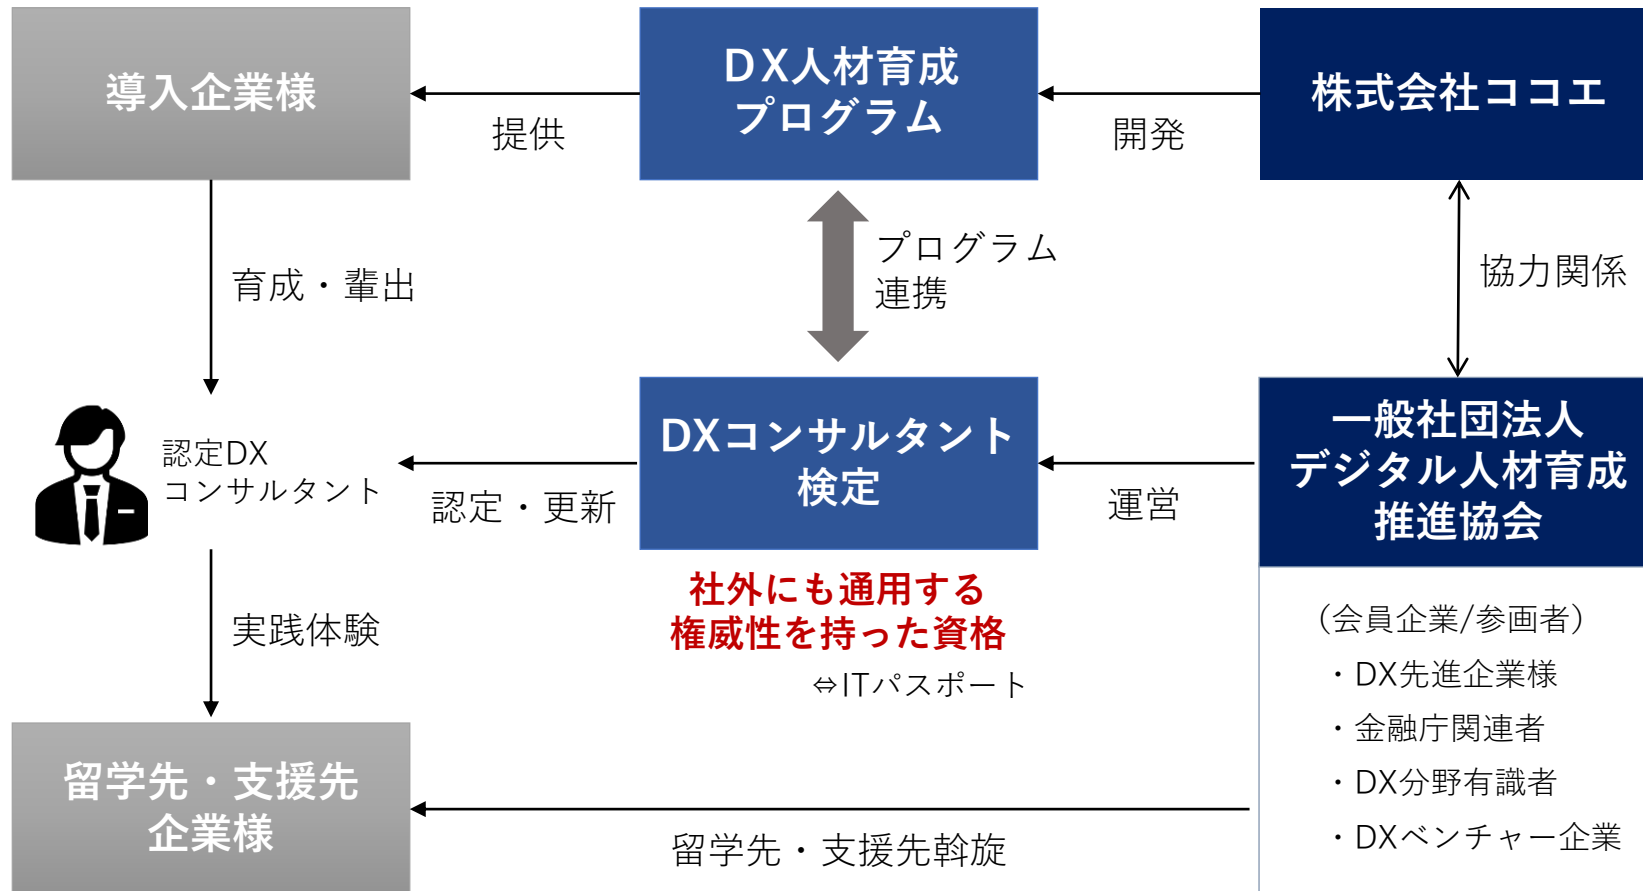 導入企業様
DX人材育成
プログラム
株式会社ココエ
提供
開発
育成・輩出
プログラム
連携
協力関係
認定DX
コンサルタント
認定・更新
DXコンサルタント
検定
運営
一般社団法人
デジタル人材育成
推進協会
社外にも通用する
権威性を持った資格
⇔ITパスポート
実践体験
（会員企業/参画者）
・DX先進企業様
・金融庁関連者
・DX分野有識者
・DXベンチャー企業
留学先・支援先
企業様
留学先・支援先斡旋